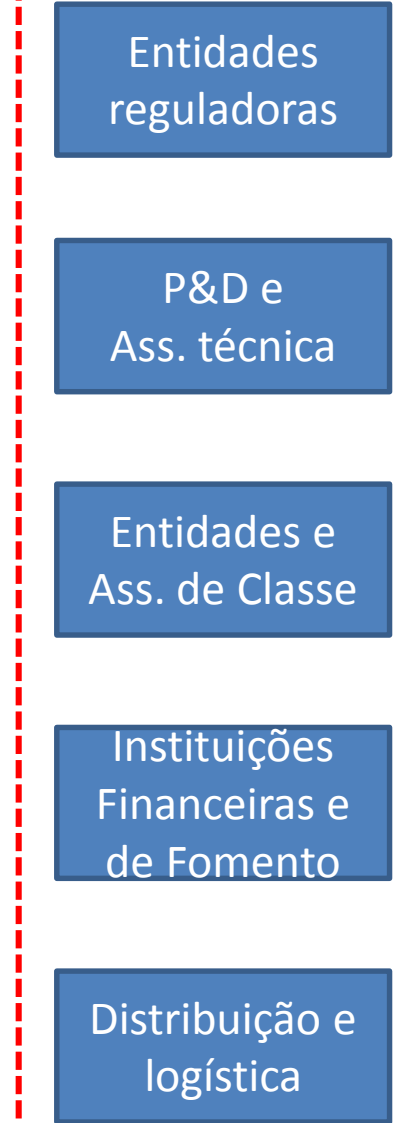 Entidades
reguladoras
P&D e
Ass. técnica
Entidades e
Ass. de Classe
Instituições
Financeiras e
de Fomento
Distribuição e
logística